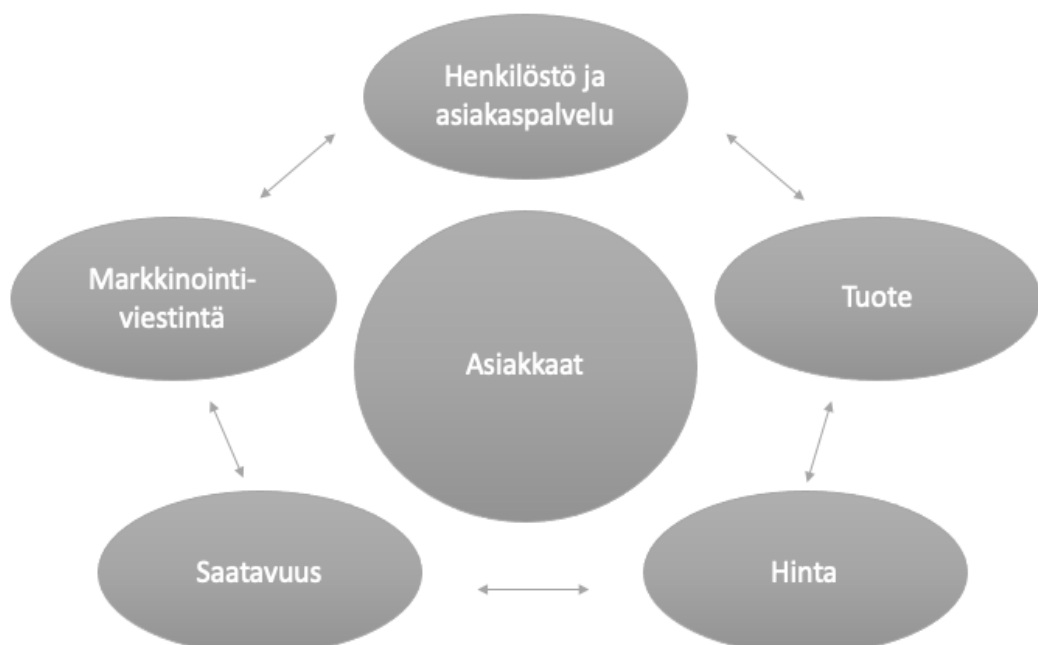 Henkilöstö ja
asiakaspalvelu
Markkinointi-
viestintä
Tuote
Asiakkaat
Saatavuus
Hinta